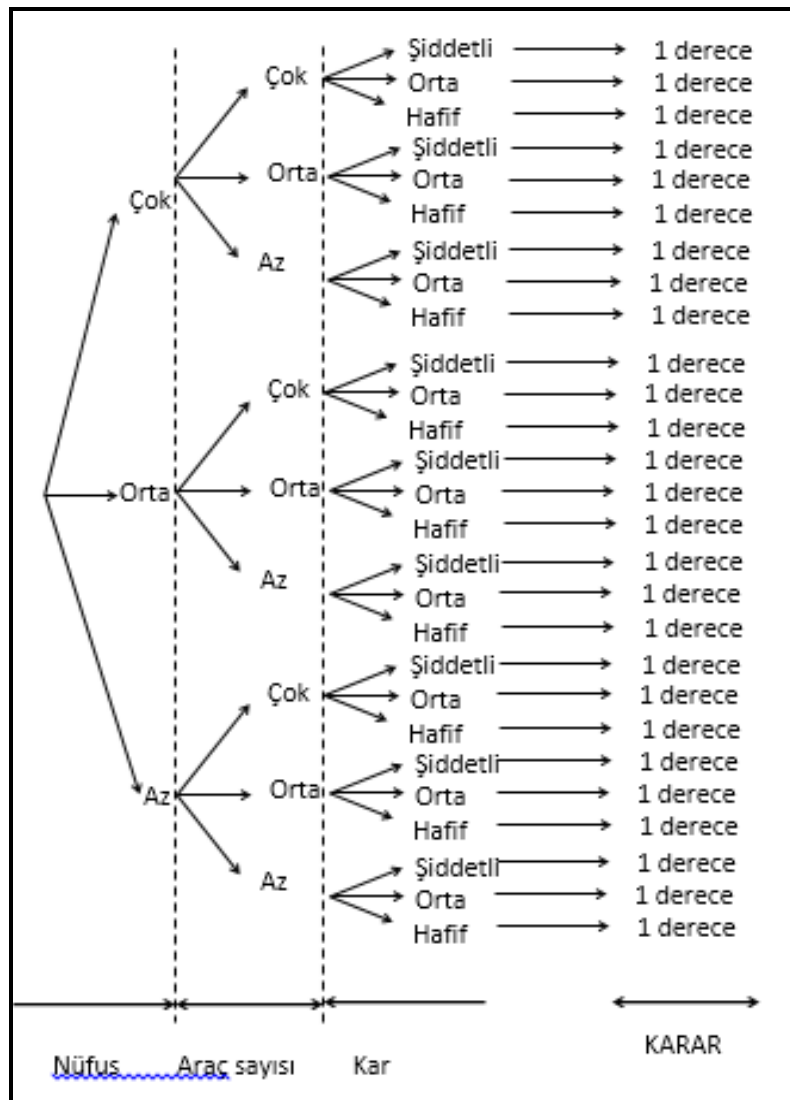 Şiddetli 1 derece
Çok Orta 1 derece
Hafif 1 derece
Şiddetli 1 derece
Çok Orta Orta 1 derece
Hafif 1 derece
Şiddetli 1 derece
Az Orta 1 derece
Hafif 1 derece
Şiddetli 1 derece
Çok Orta 1 derece
Hafif 1 derece
Şiddetli 1 derece
Orta Orta Orta 1 derece
Hafif 1 derece
Şiddetli 1 derece
Az Orta 1 derece
Hafif 1 derece
Şiddetli 1 derece
Çok Orta 1 derece
Hafif 1 derece
Şiddetli 1 derece
Az Orta Orta 1 derece
Hafif 1 derece
Şiddetli 1 derece
Az Orta 1 derece
Hafif 1 derece
Nüfus Araç sayısı Kar KARAR